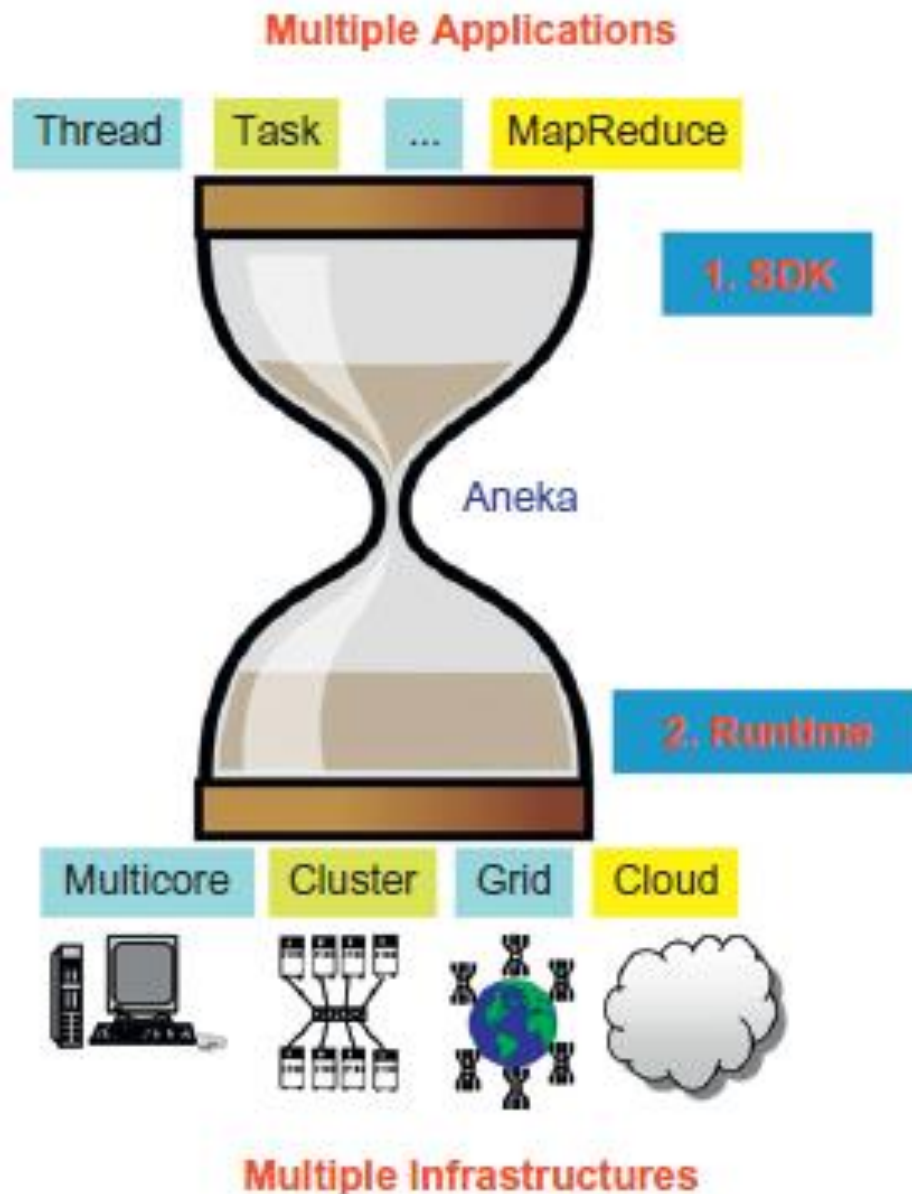 Multiple Applications
Thread Task ... MapReduce
1. SDK
Aneka
2. Runtime
Multicore Cluster Grid Cloud
Multiple Infrastructures